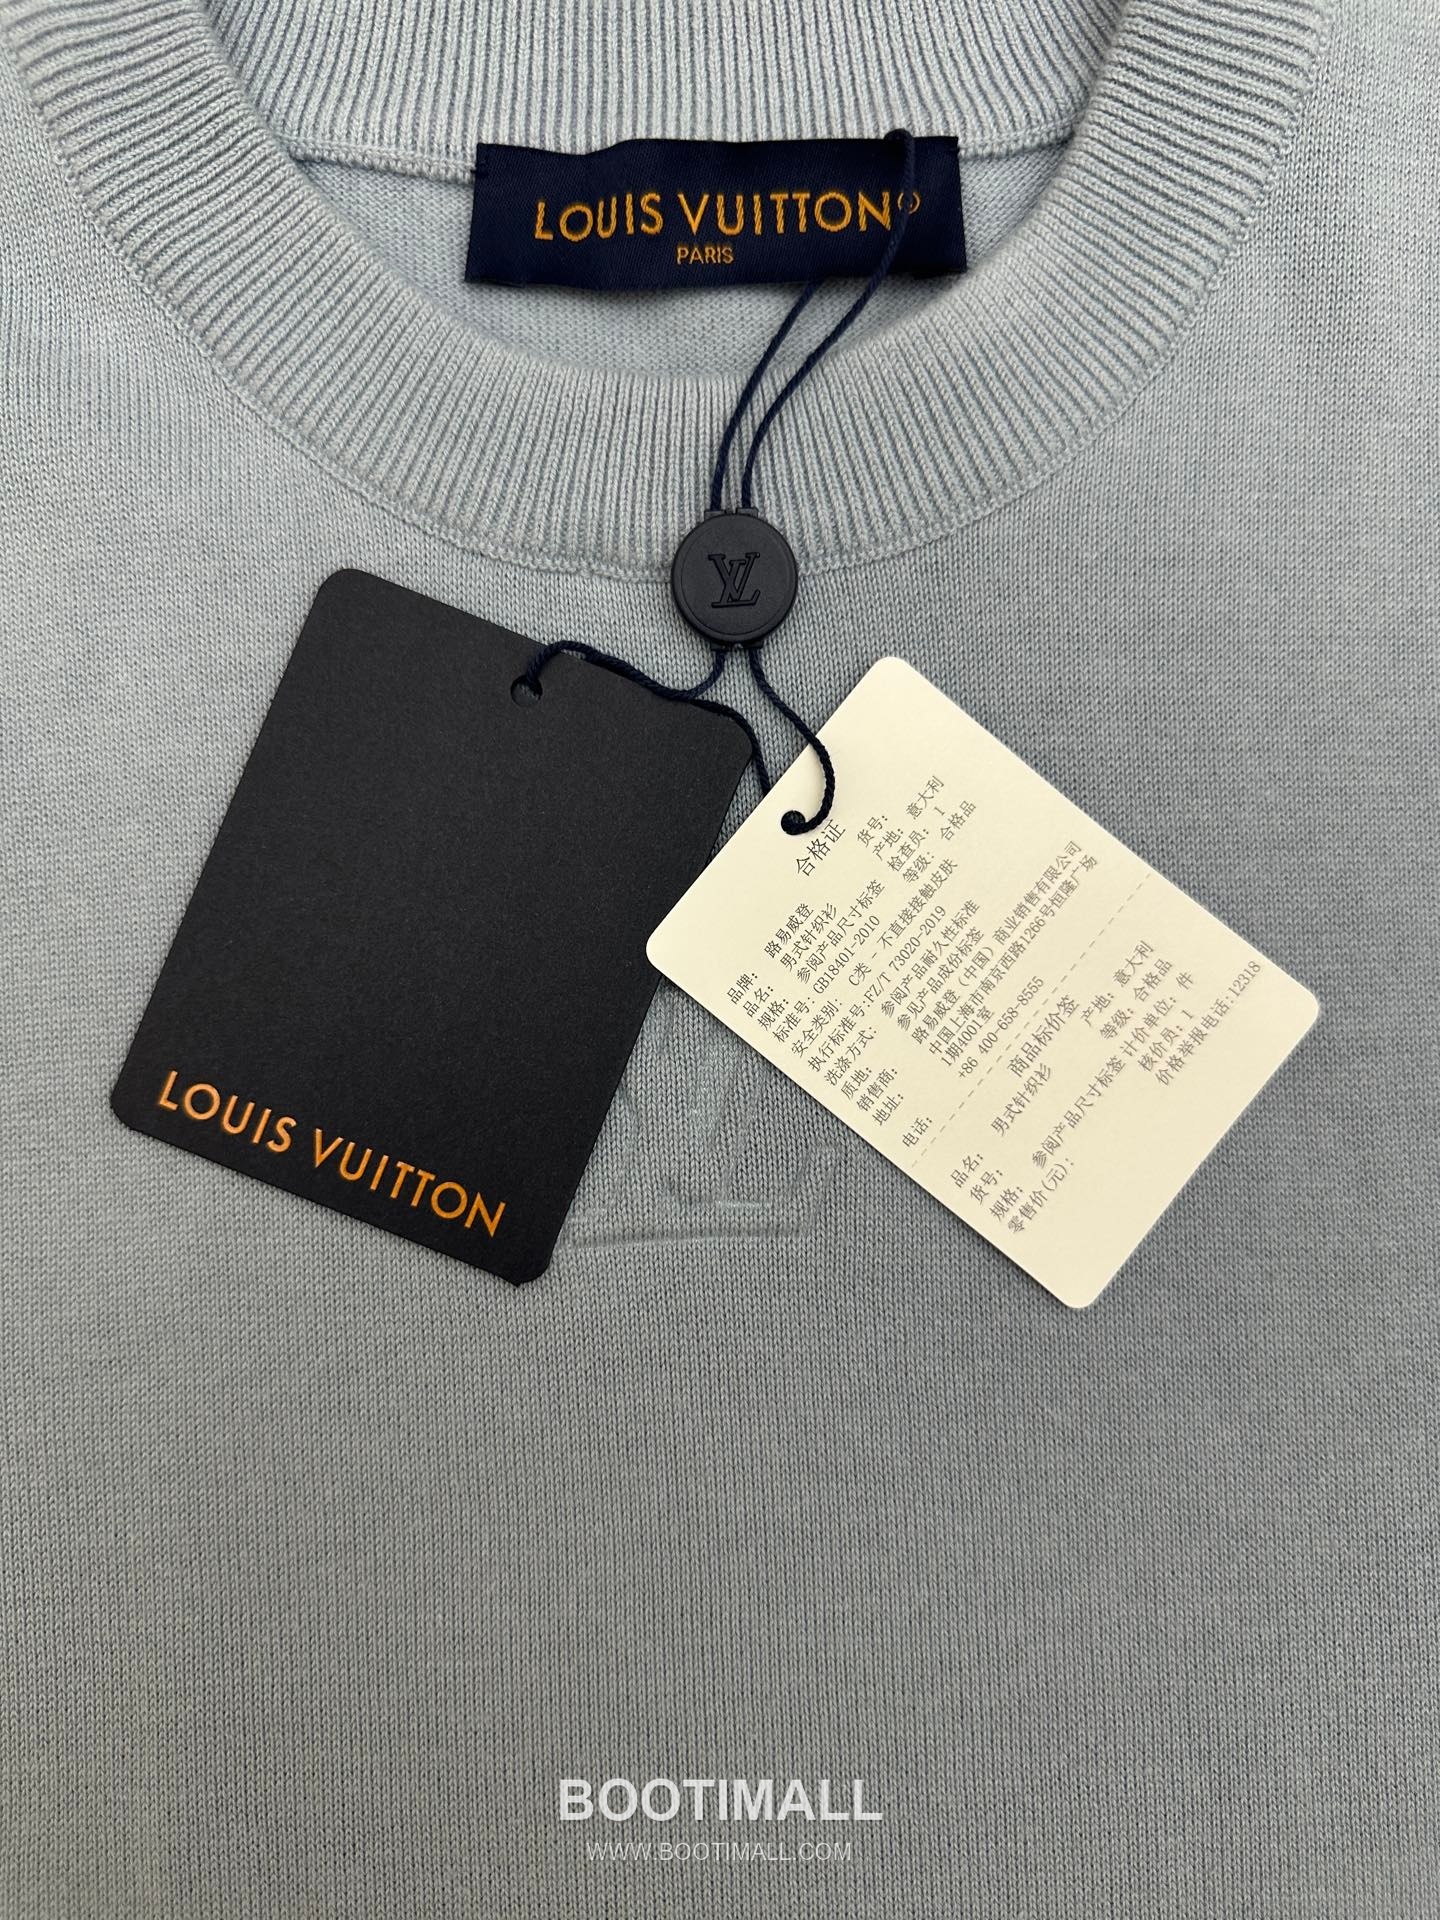 LOUIS VUITTON®
PARIS
LV
LOUIS VUITTON
合格证
货号:
产地: 意大利
检查员: 1
等级: 合格品
品牌: 路易威登
品名: 男式针织衫
规格: 参阅产品尺寸标签
标准号: GB18401-2010
安全类别: C类 - 不直接接触皮肤
执行标准号:FZ/T 73020-2019
洗涤方式: 参阅产品耐久性标准
质地: 参见产品成份标签
销售商: 路易威登（中国）商业销售有限公司
地址: 中国上海市南京西路1266号恒隆广场
1期4001室
电话: +86 400-658-8555
商品标价签
品名: 男式针织衫
产地: 意大利
货号:
等级: 合格品
规格: 参阅产品尺寸标签
计价单位: 件
零售价(元):
核价员: 1
价格举报电话:12318
BOOTIMALL
WWW.BOOTIMALL.COM